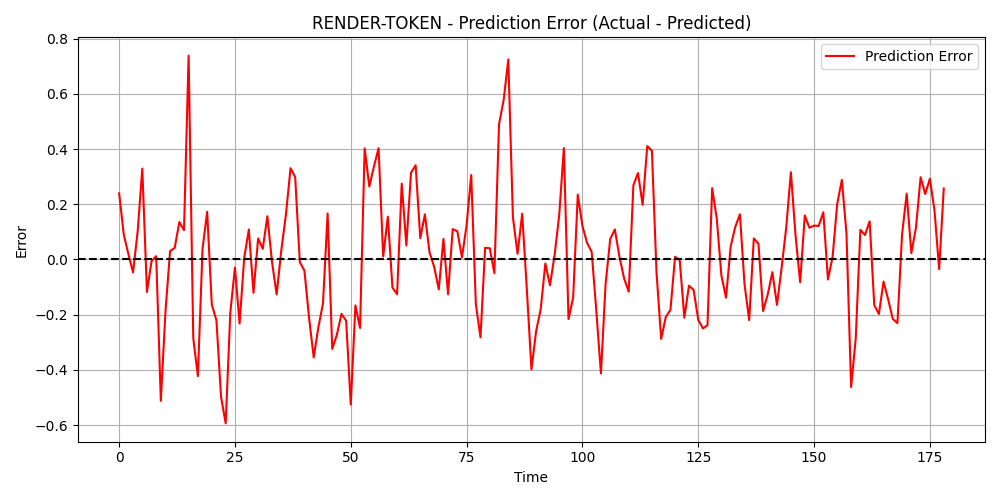 RENDER-TOKEN - Prediction Error (Actual - Predicted)
Prediction Error
0.8
0.6
0.4
0.2
0.0
−0.2
−0.4
−0.6
Error
0 25 50 75 100 125 150 175
Time